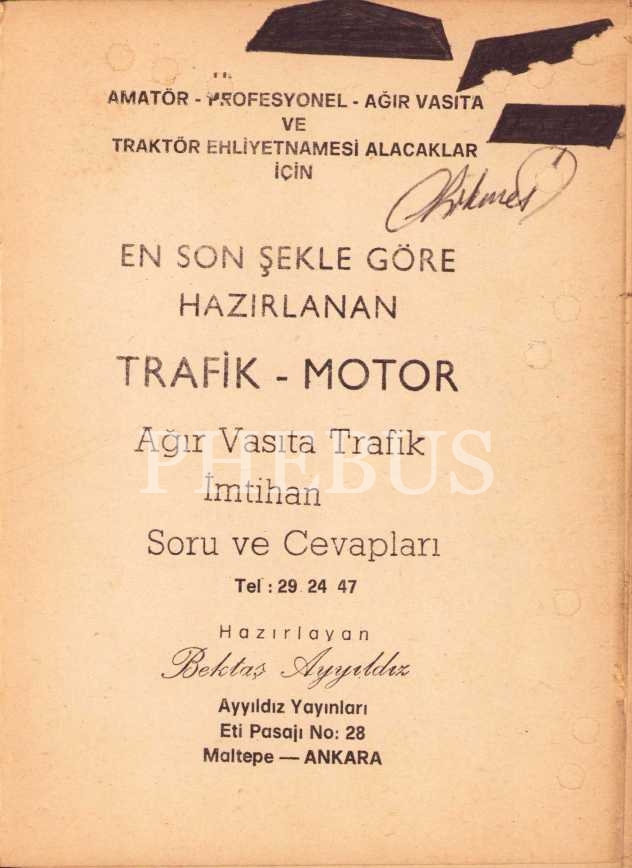 AMATÖR - PROFESYONEL - AĞIR VASITA
VE
TRAKTÖR EHLİYETNAMESİ ALACAKLAR
İÇİN
EN SON ŞEKLE GÖRE
HAZIRLANAN
TRAFİK - MOTOR
Ağır Vasıta Trafik
PHEBUS
İmtihan
Soru ve Cevapları
Tel : 29 24 47
Hazırlayan
Bektaş Ayyıldız
Ayyıldız Yayınları
Eti Pasajı No: 28
Maltepe — ANKARA